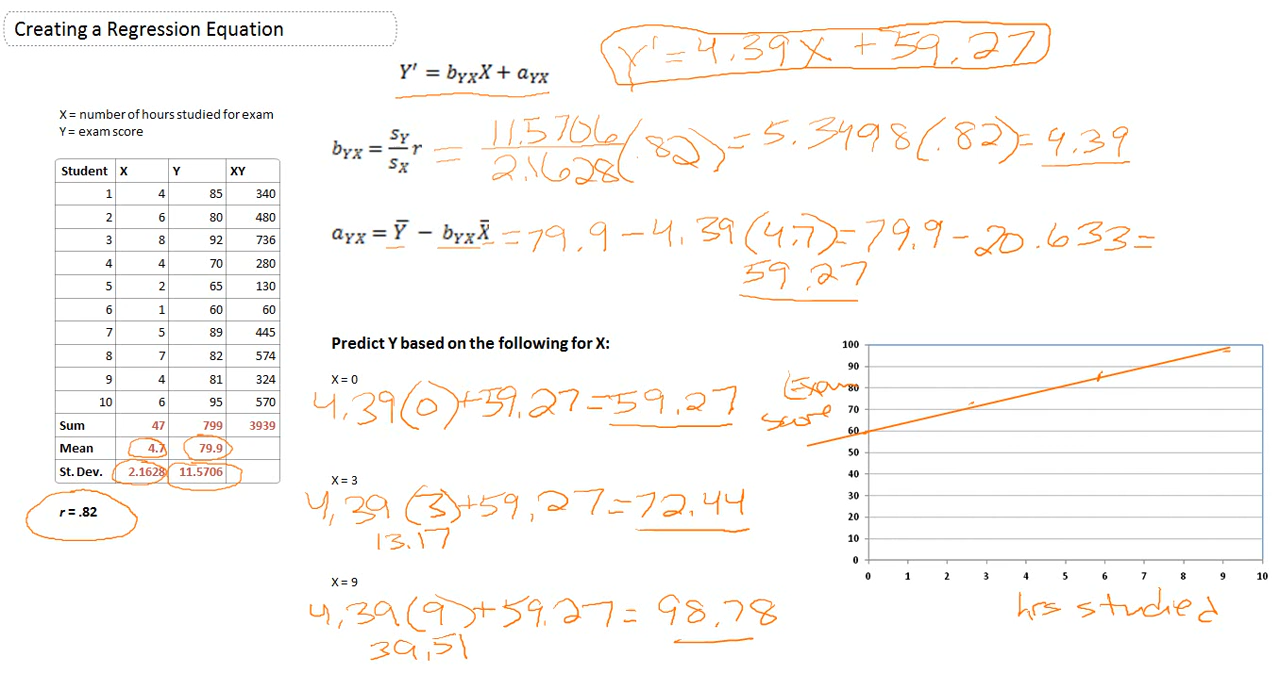 Creating a Regression Equation
Y' = 4.39X + 59.27
Y′ = bYXX + aYX
X = number of hours studied for exam
Y = exam score
bYX = sY/sX r = 11.5706/2.1628(.82) = 5.3498(.82) = 4.39
aYX = Ȳ − bYXX̄ = 79.9 − 4.39(4.7) = 79.9 − 20.633 =
59.27
Student X Y XY
1 4 85 340
2 6 80 480
3 8 92 736
4 4 70 280
5 2 65 130
6 1 60 60
7 5 89 445
8 7 82 574
9 4 81 324
10 6 95 570
Sum 47 799 3939
Mean 4.7 79.9
St. Dev. 2.1628 11.5706
r = .82
Predict Y based on the following for X:
X = 0
4.39(0)+59.27=59.27
X = 3
4.39(3)+59.27=72.44
13.17
X = 9
4.39(9)+59.27=98.78
39.51
Exam
score
100
90
80
70
60
50
40
30
20
10
0
0 1 2 3 4 5 6 7 8 9 10
hrs studied